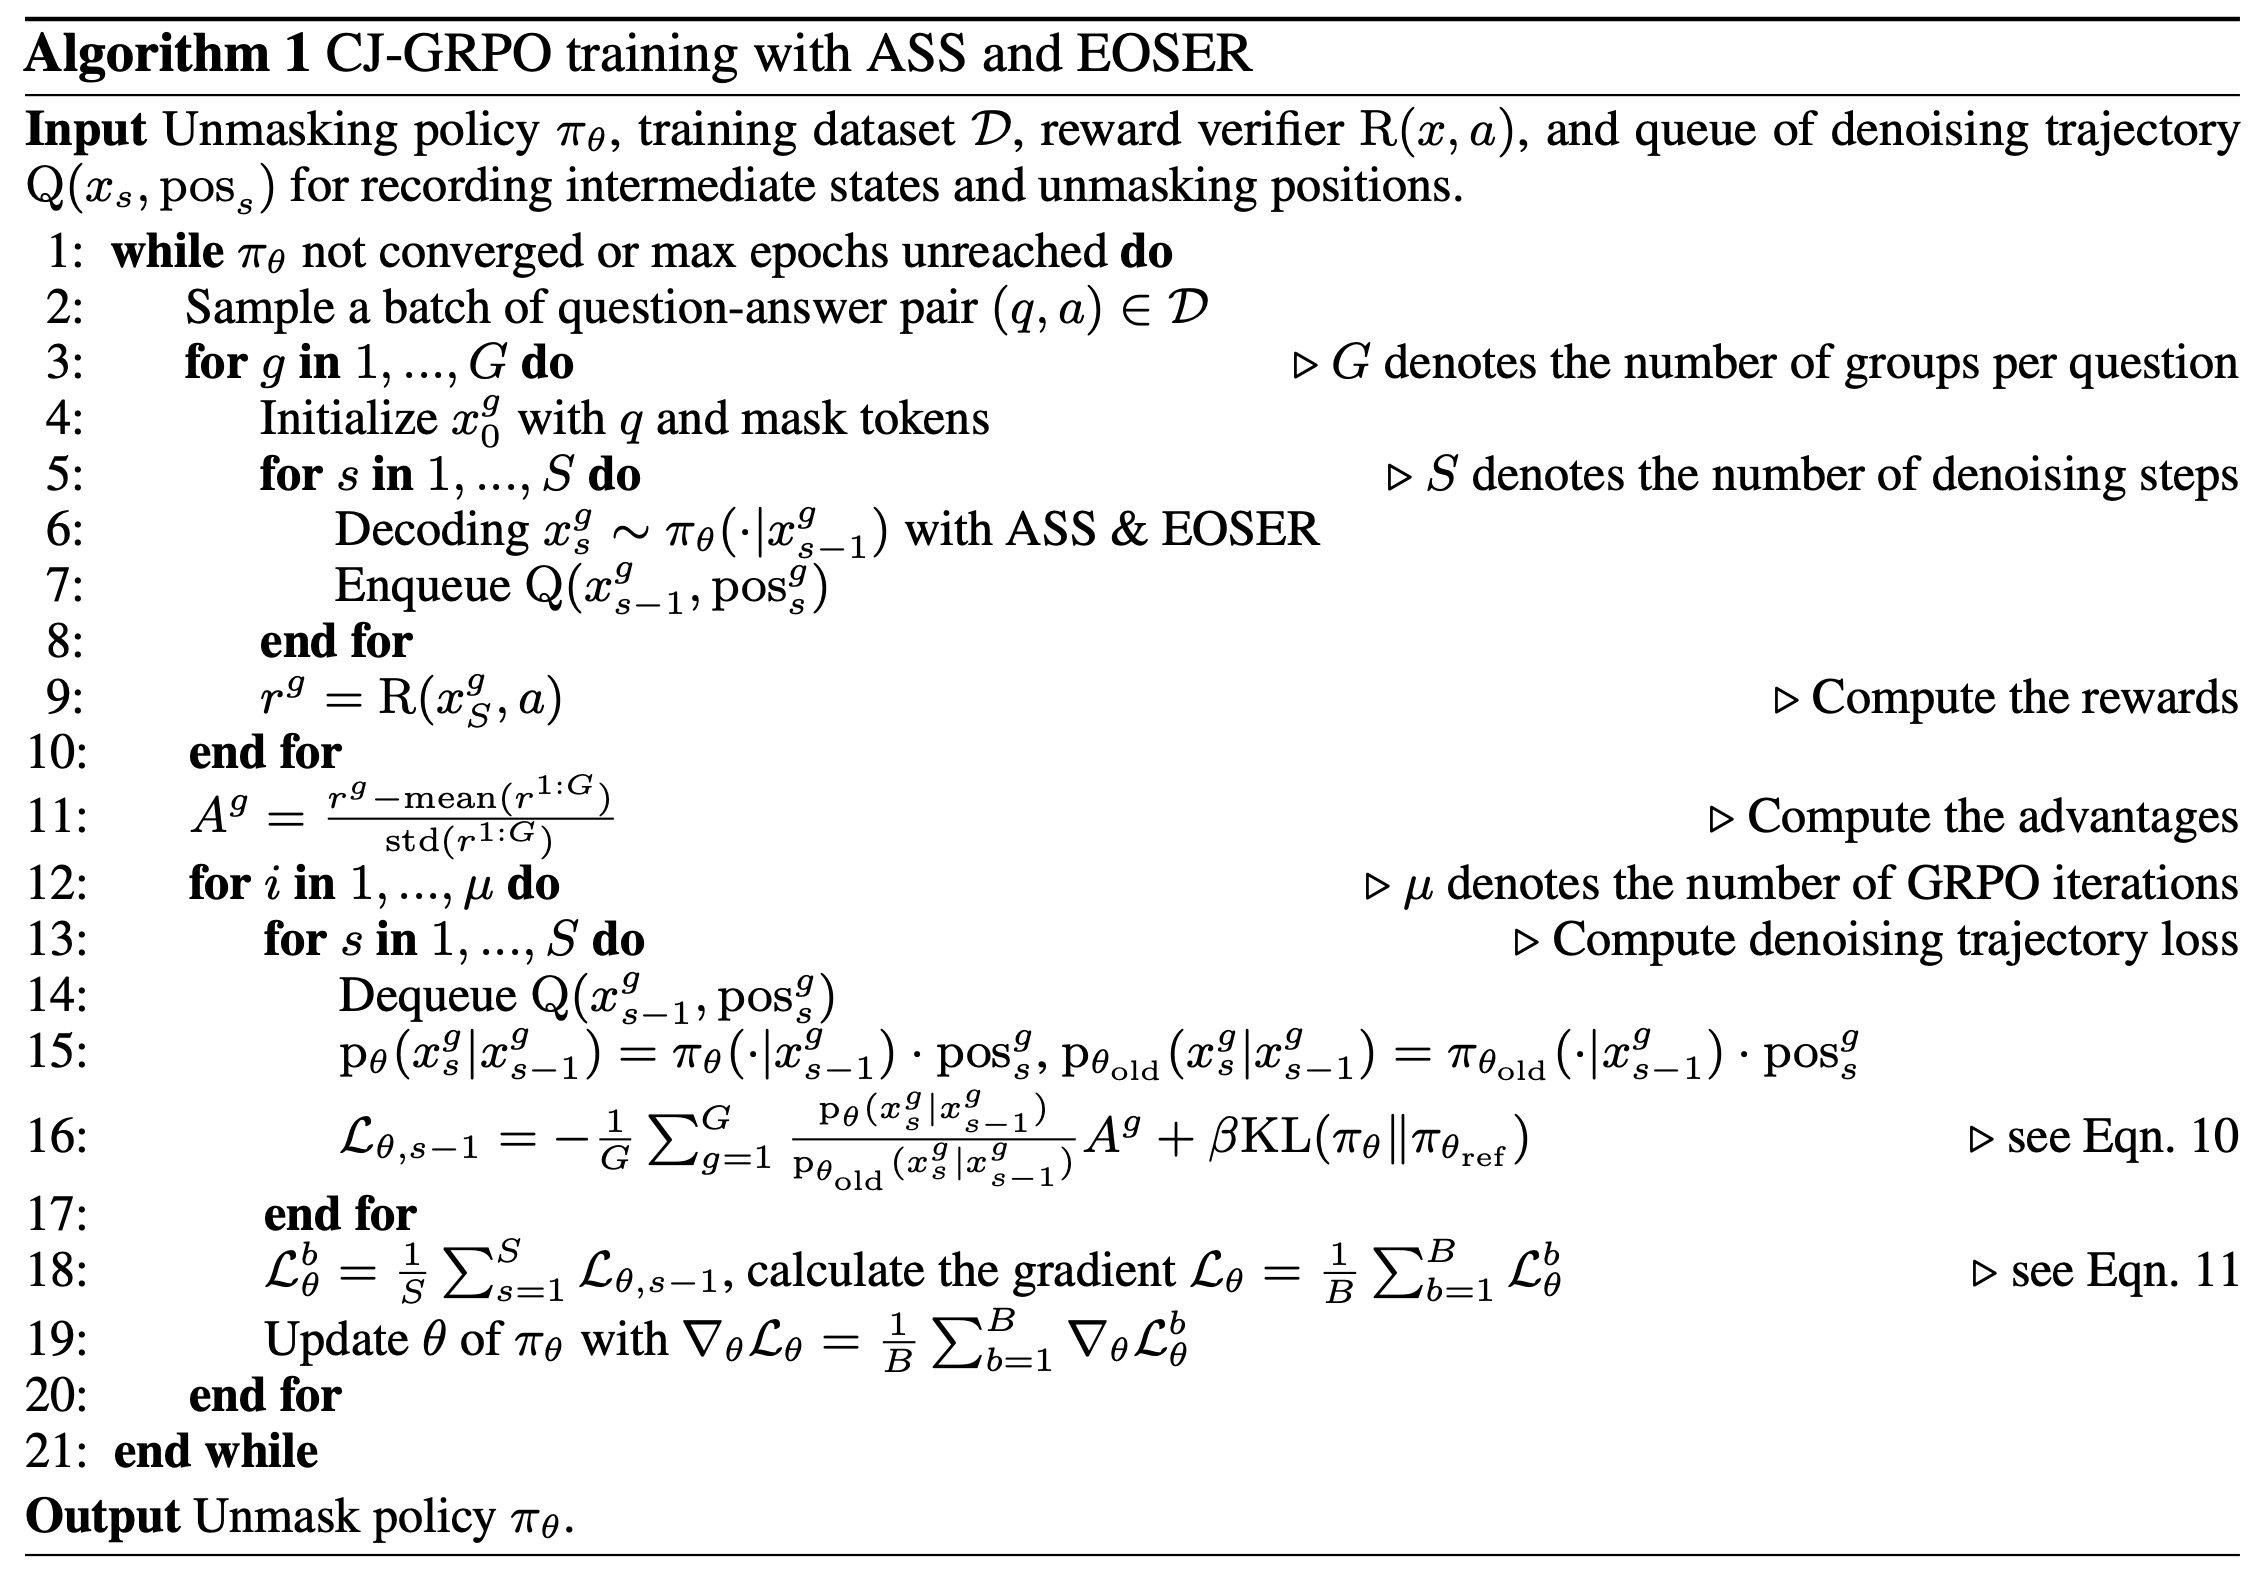 Algorithm 1 CJ-GRPO training with ASS and EOSER
Input Unmasking policy $\pi_\theta$, training dataset $\mathcal{D}$, reward verifier $\mathrm{R}(x, a)$, and queue of denoising trajectory
$\mathrm{Q}(x_s, \mathrm{pos}_s)$ for recording intermediate states and unmasking positions.
1: while $\pi_\theta$ not converged or max epochs unreached do
2: Sample a batch of question-answer pair $(q, a) \in \mathcal{D}$
3: for $g$ in $1, ..., G$ do ▷ $G$ denotes the number of groups per question
4: Initialize $x_0^g$ with $q$ and mask tokens
5: for $s$ in $1, ..., S$ do ▷ $S$ denotes the number of denoising steps
6: Decoding $x_s^g \sim \pi_\theta(\cdot|x_{s-1}^g)$ with ASS & EOSER
7: Enqueue $\mathrm{Q}(x_{s-1}^g, \mathrm{pos}_s^g)$
8: end for
9: $r^g = \mathrm{R}(x_S^g, a)$ ▷ Compute the rewards
10: end for
11: $A^g = \frac{r^g - \mathrm{mean}(r^{1:G})}{\mathrm{std}(r^{1:G})}$ ▷ Compute the advantages
12: for $i$ in $1, ..., \mu$ do ▷ $\mu$ denotes the number of GRPO iterations
13: for $s$ in $1, ..., S$ do ▷ Compute denoising trajectory loss
14: Dequeue $\mathrm{Q}(x_{s-1}^g, \mathrm{pos}_s^g)$
15: $\mathrm{p}_\theta(x_s^g|x_{s-1}^g) = \pi_\theta(\cdot|x_{s-1}^g) \cdot \mathrm{pos}_s^g$, $\mathrm{p}_{\theta_{\mathrm{old}}}(x_s^g|x_{s-1}^g) = \pi_{\theta_{\mathrm{old}}}(\cdot|x_{s-1}^g) \cdot \mathrm{pos}_s^g$
16: $\mathcal{L}_{\theta,s-1} = -\frac{1}{G} \sum_{g=1}^{G} \frac{\mathrm{p}_\theta(x_s^g|x_{s-1}^g)}{\mathrm{p}_{\theta_{\mathrm{old}}}(x_s^g|x_{s-1}^g)} A^g + \beta \mathrm{KL}(\pi_\theta \| \pi_{\theta_{\mathrm{ref}}})$ ▷ see Eqn. 10
17: end for
18: $\mathcal{L}_\theta^b = \frac{1}{S} \sum_{s=1}^{S} \mathcal{L}_{\theta,s-1}$, calculate the gradient $\mathcal{L}_\theta = \frac{1}{B} \sum_{b=1}^{B} \mathcal{L}_\theta^b$ ▷ see Eqn. 11
19: Update $\theta$ of $\pi_\theta$ with $\nabla_\theta \mathcal{L}_\theta = \frac{1}{B} \sum_{b=1}^{B} \nabla_\theta \mathcal{L}_\theta^b$
20: end for
21: end while
Output Unmask policy $\pi_\theta$.